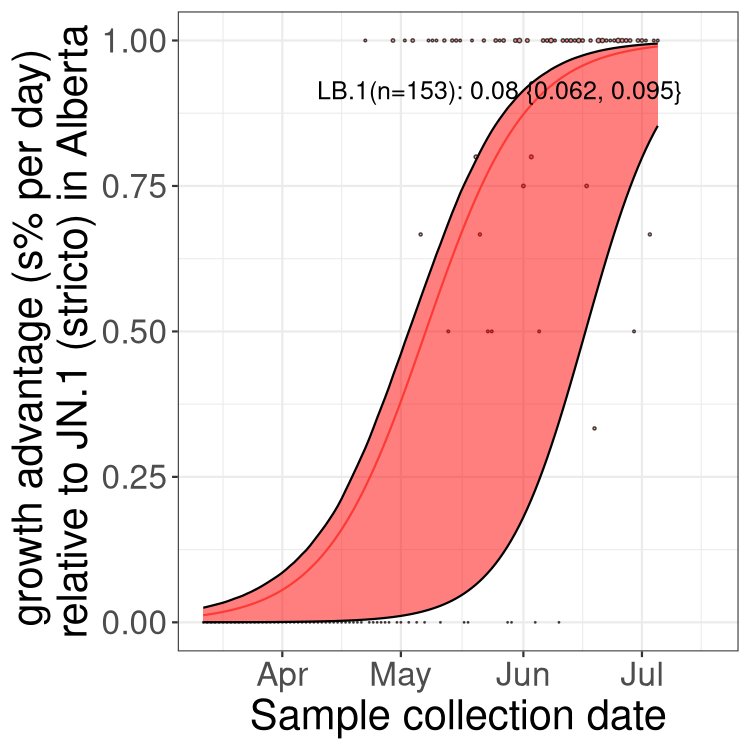 growth advantage (s% per day)
relative to JN.1 (stricto) in Alberta
1.00
0.75
0.50
0.25
0.00
LB.1(n=153): 0.08 {0.062, 0.095}
Apr May Jun Jul
Sample collection date